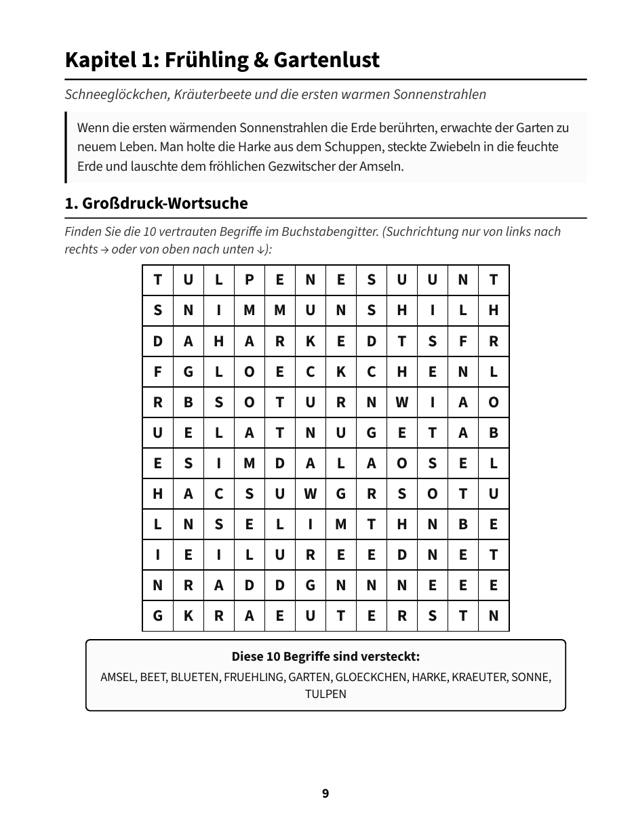 Kapitel 1: Frühling & Gartenlust
Schneeglöckchen, Kräuterbeete und die ersten warmen Sonnenstrahlen
Wenn die ersten wärmenden Sonnenstrahlen die Erde berührten, erwachte der Garten zu
neuem Leben. Man holte die Harke aus dem Schuppen, steckte Zwiebeln in die feuchte
Erde und lauschte dem fröhlichen Gezwitscher der Amseln.
1. Großdruck-Wortsuche
Finden Sie die 10 vertrauten Begriffe im Buchstabengitter. (Suchrichtung nur von links nach
rechts → oder von oben nach unten ↓):
T U L P E N E S U U N T
S N I M M U N S H I L H
D A H A R K E D T S F R
F G L O E C K C H E N L
R B S O T U R N W I A O
U E L A T N U G E T A B
E S I M D A L A O S E L
H A C S U W G R S O T U
L N S E L I M T H N B E
I E I L U R E E D N E T
N R A D D G N N N E E E
G K R A E U T E R S T N
Diese 10 Begriffe sind versteckt:
AMSEL, BEET, BLUETEN, FRUEHLING, GARTEN, GLOECKCHEN, HARKE, KRAEUTER, SONNE,
TULPEN
9